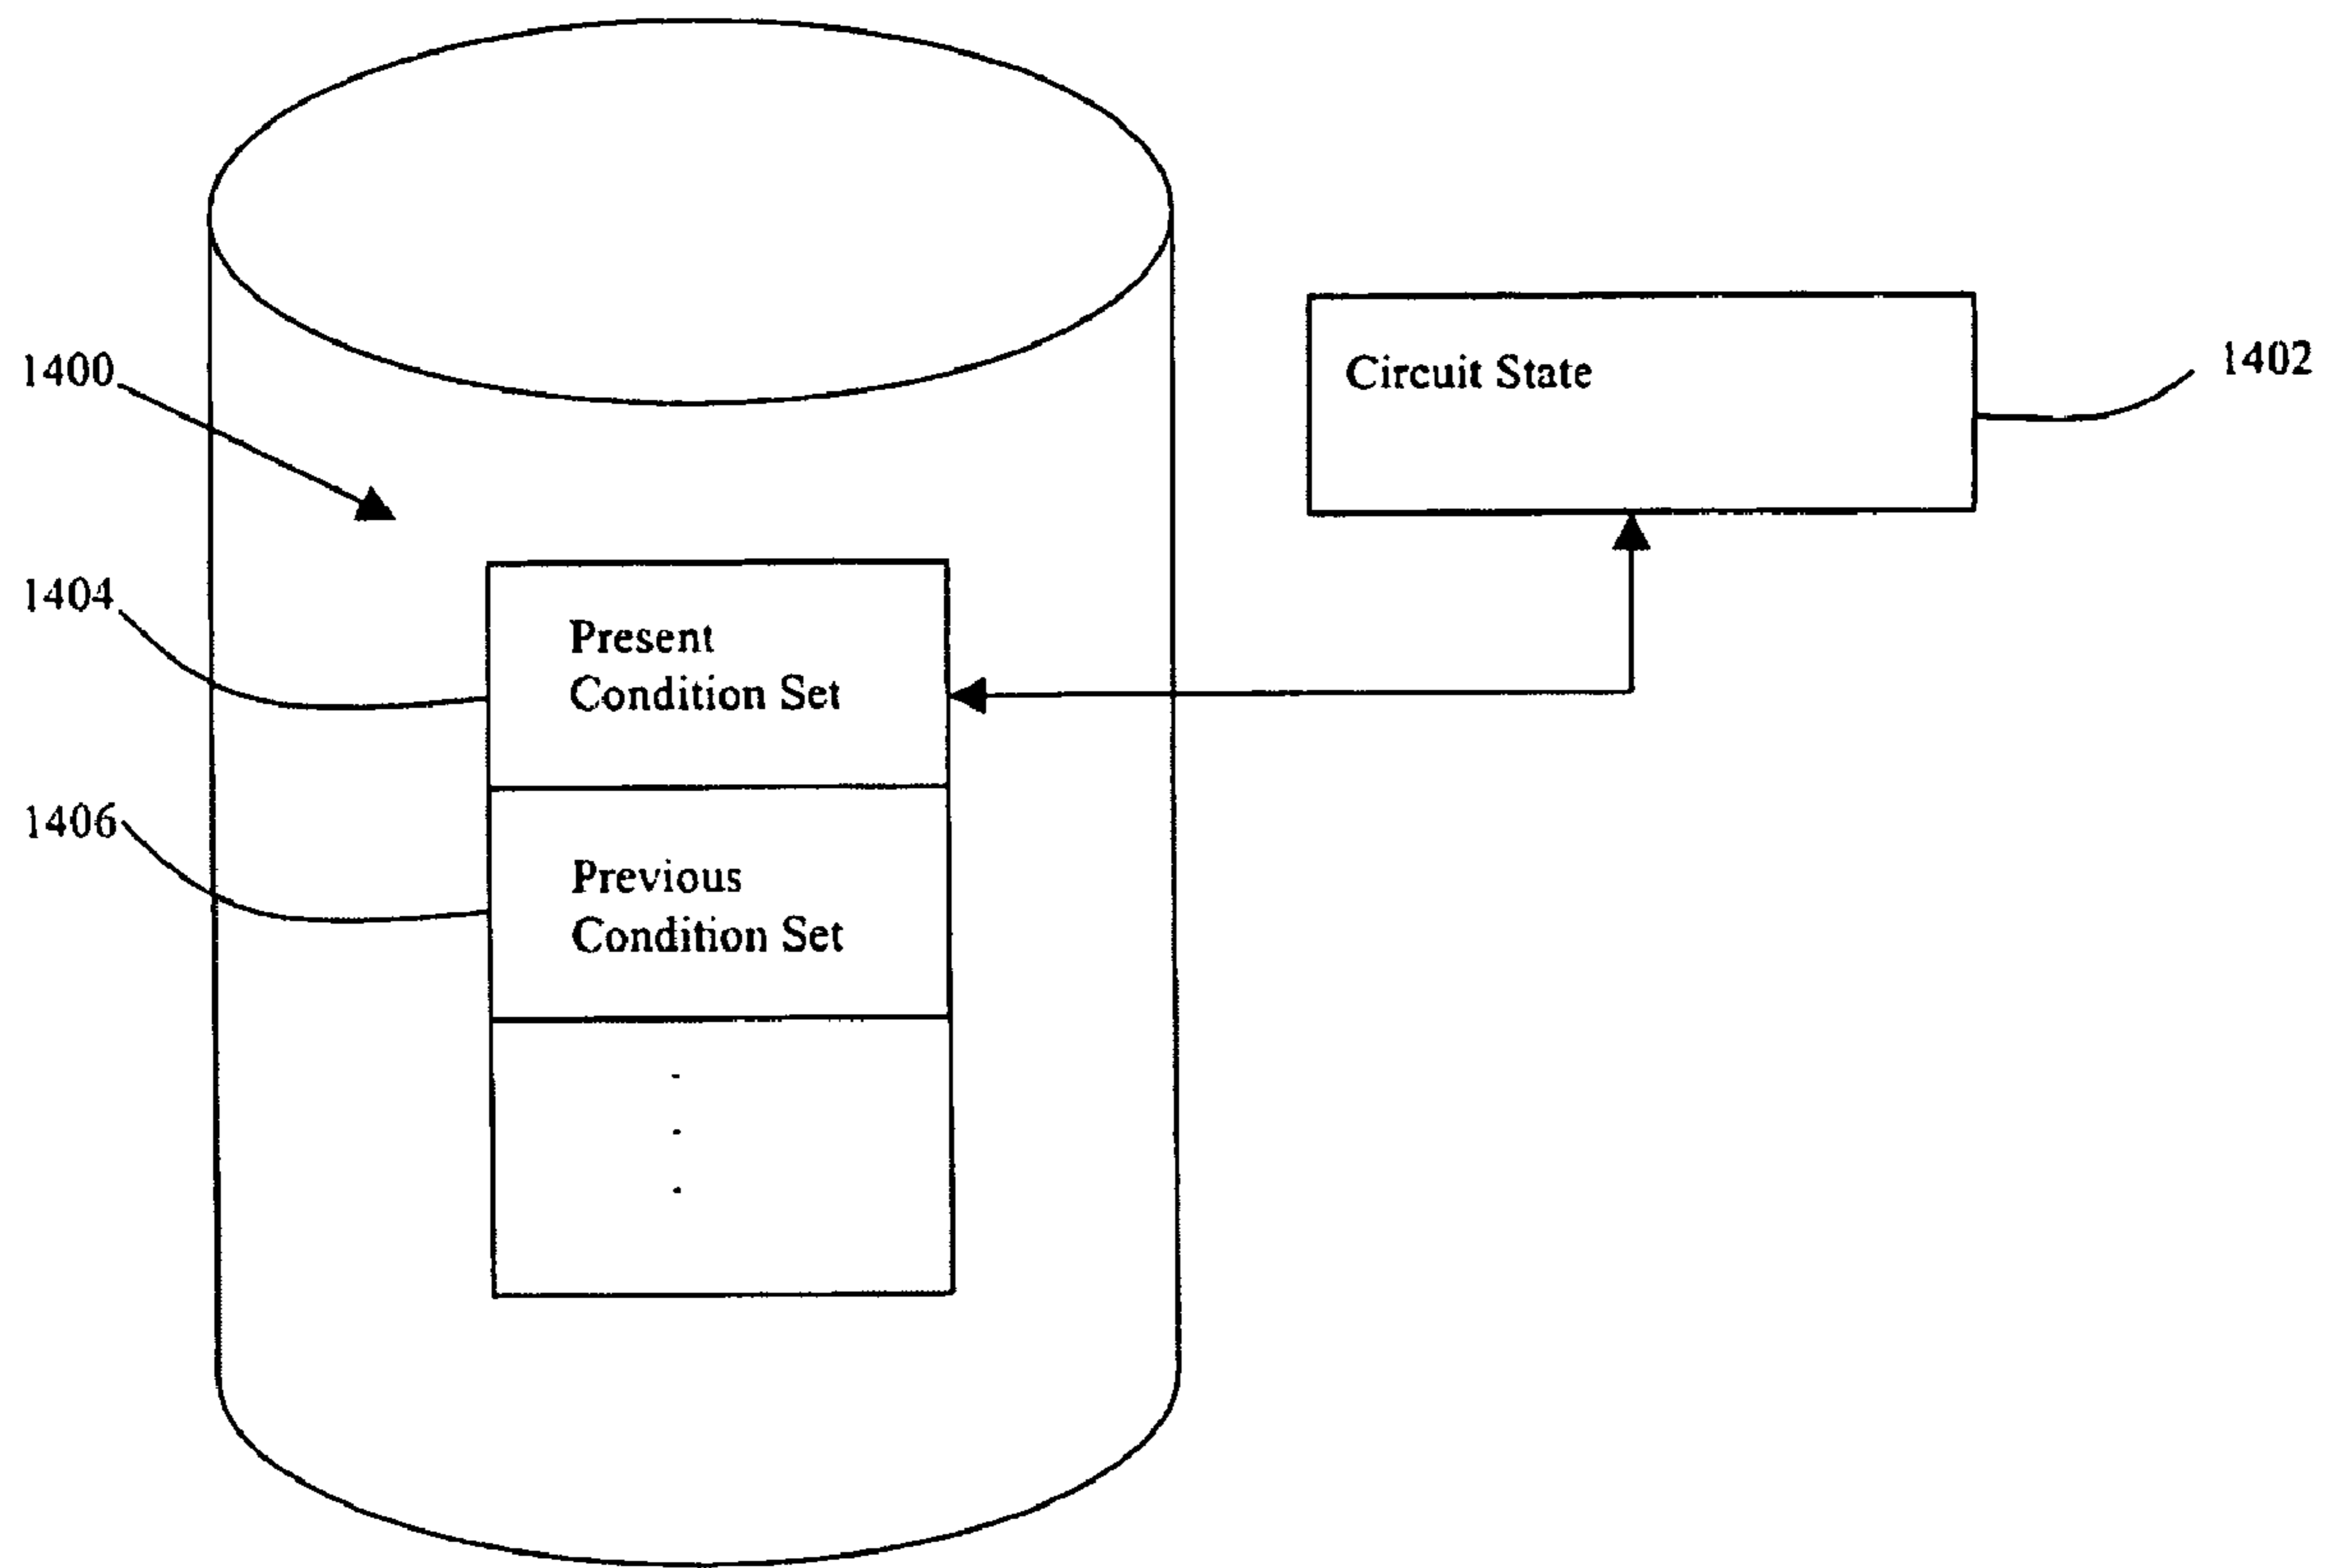 1400
Circuit State
1402
1404
Present
Condition Set
1406
Previous
Condition Set
.
.
.